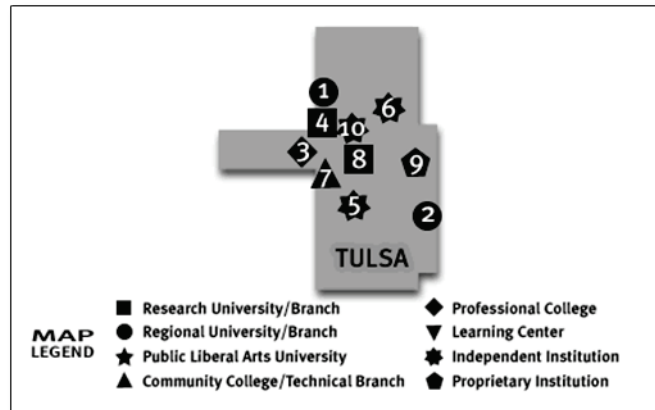 1
6
4
10
3
8
9
7
5
2
TULSA
MAP
LEGEND
Research University/Branch
Regional University/Branch
Public Liberal Arts University
Community College/Technical Branch
Professional College
Learning Center
Independent Institution
Proprietary Institution